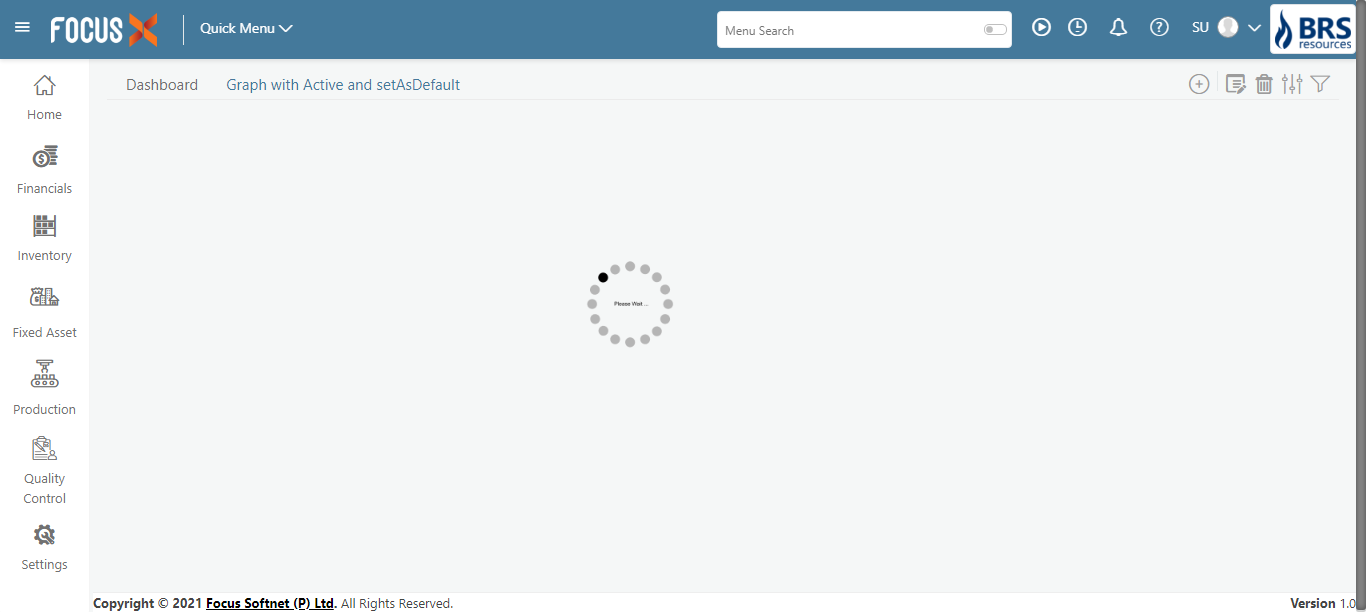 FOCUS X
Quick Menu
Menu Search
SU
BRS
resources
Home
Financials
Inventory
Fixed Asset
Production
Quality
Control
Settings
Dashboard
Graph with Active and setAsDefault
Please Wait ...
Copyright © 2021 Focus Softnet (P) Ltd. All Rights Reserved.
Version 1.0